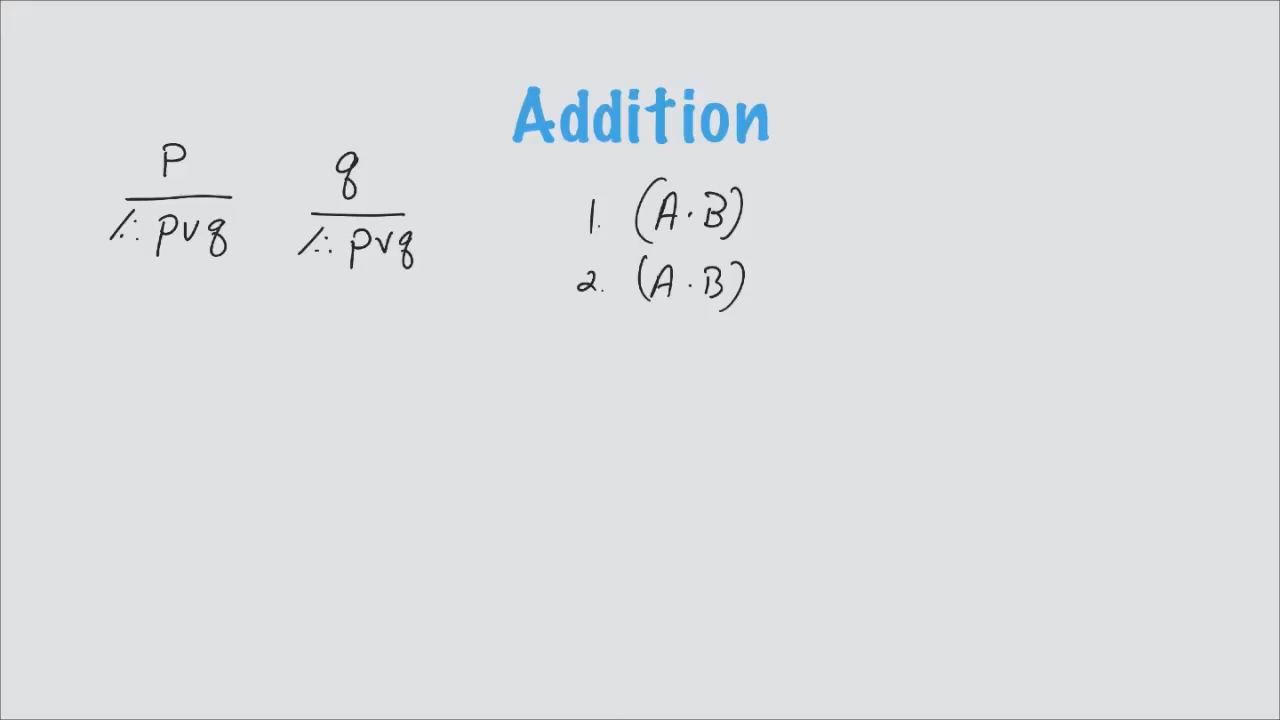 Addition
p
/∴ p v q
q
/∴ p v q
1. (A · B)
2. (A · B)